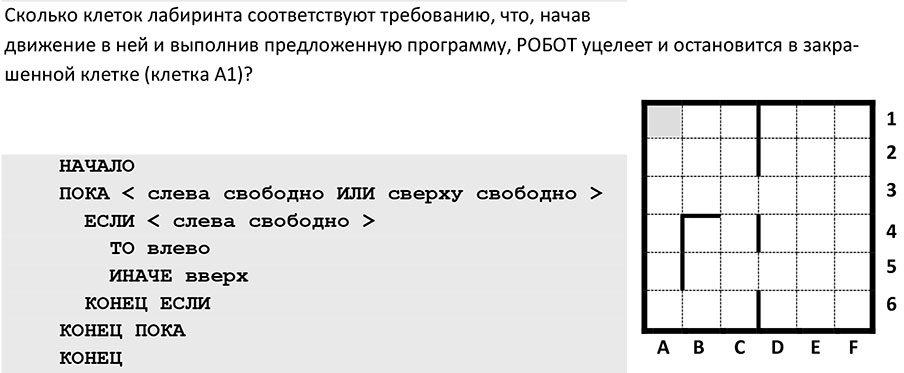 Сколько клеток лабиринта соответствуют требованию, что, начав
движение в ней и выполнив предложенную программу, РОБОТ уцелеет и остановится в закра-
шенной клетке (клетка А1)?
НАЧАЛО
ПОКА < слева свободно ИЛИ сверху свободно >
ЕСЛИ < слева свободно >
ТО влево
ИНАЧЕ вверх
КОНЕЦ ЕСЛИ
КОНЕЦ ПОКА
КОНЕЦ
1
2
3
4
5
6
A B C D E F